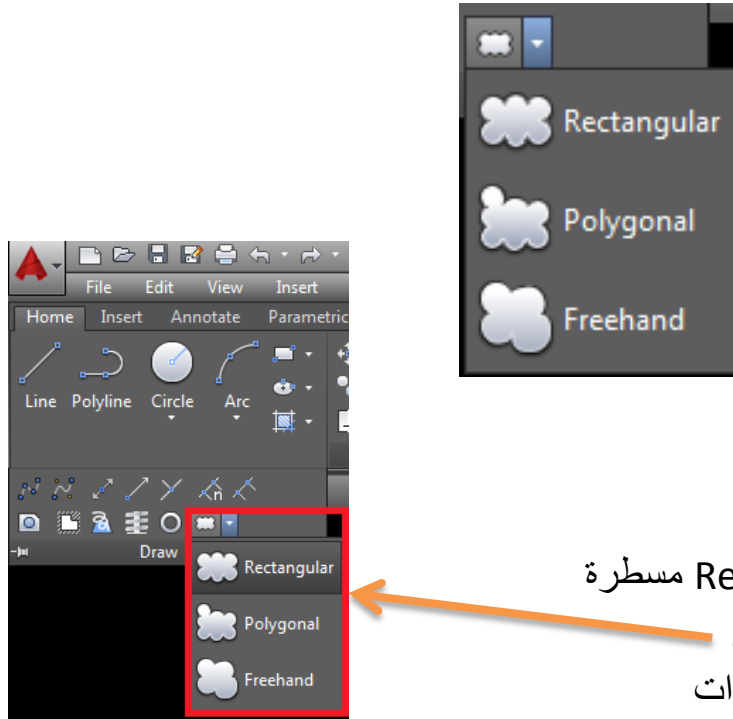 Rectangular
Polygonal
Freehand
File Edit View Insert
Home Insert Annotate Parametric
Line Polyline Circle Arc
Draw
Rectangular
Polygonal
Freehand
مسطرة Re
ات